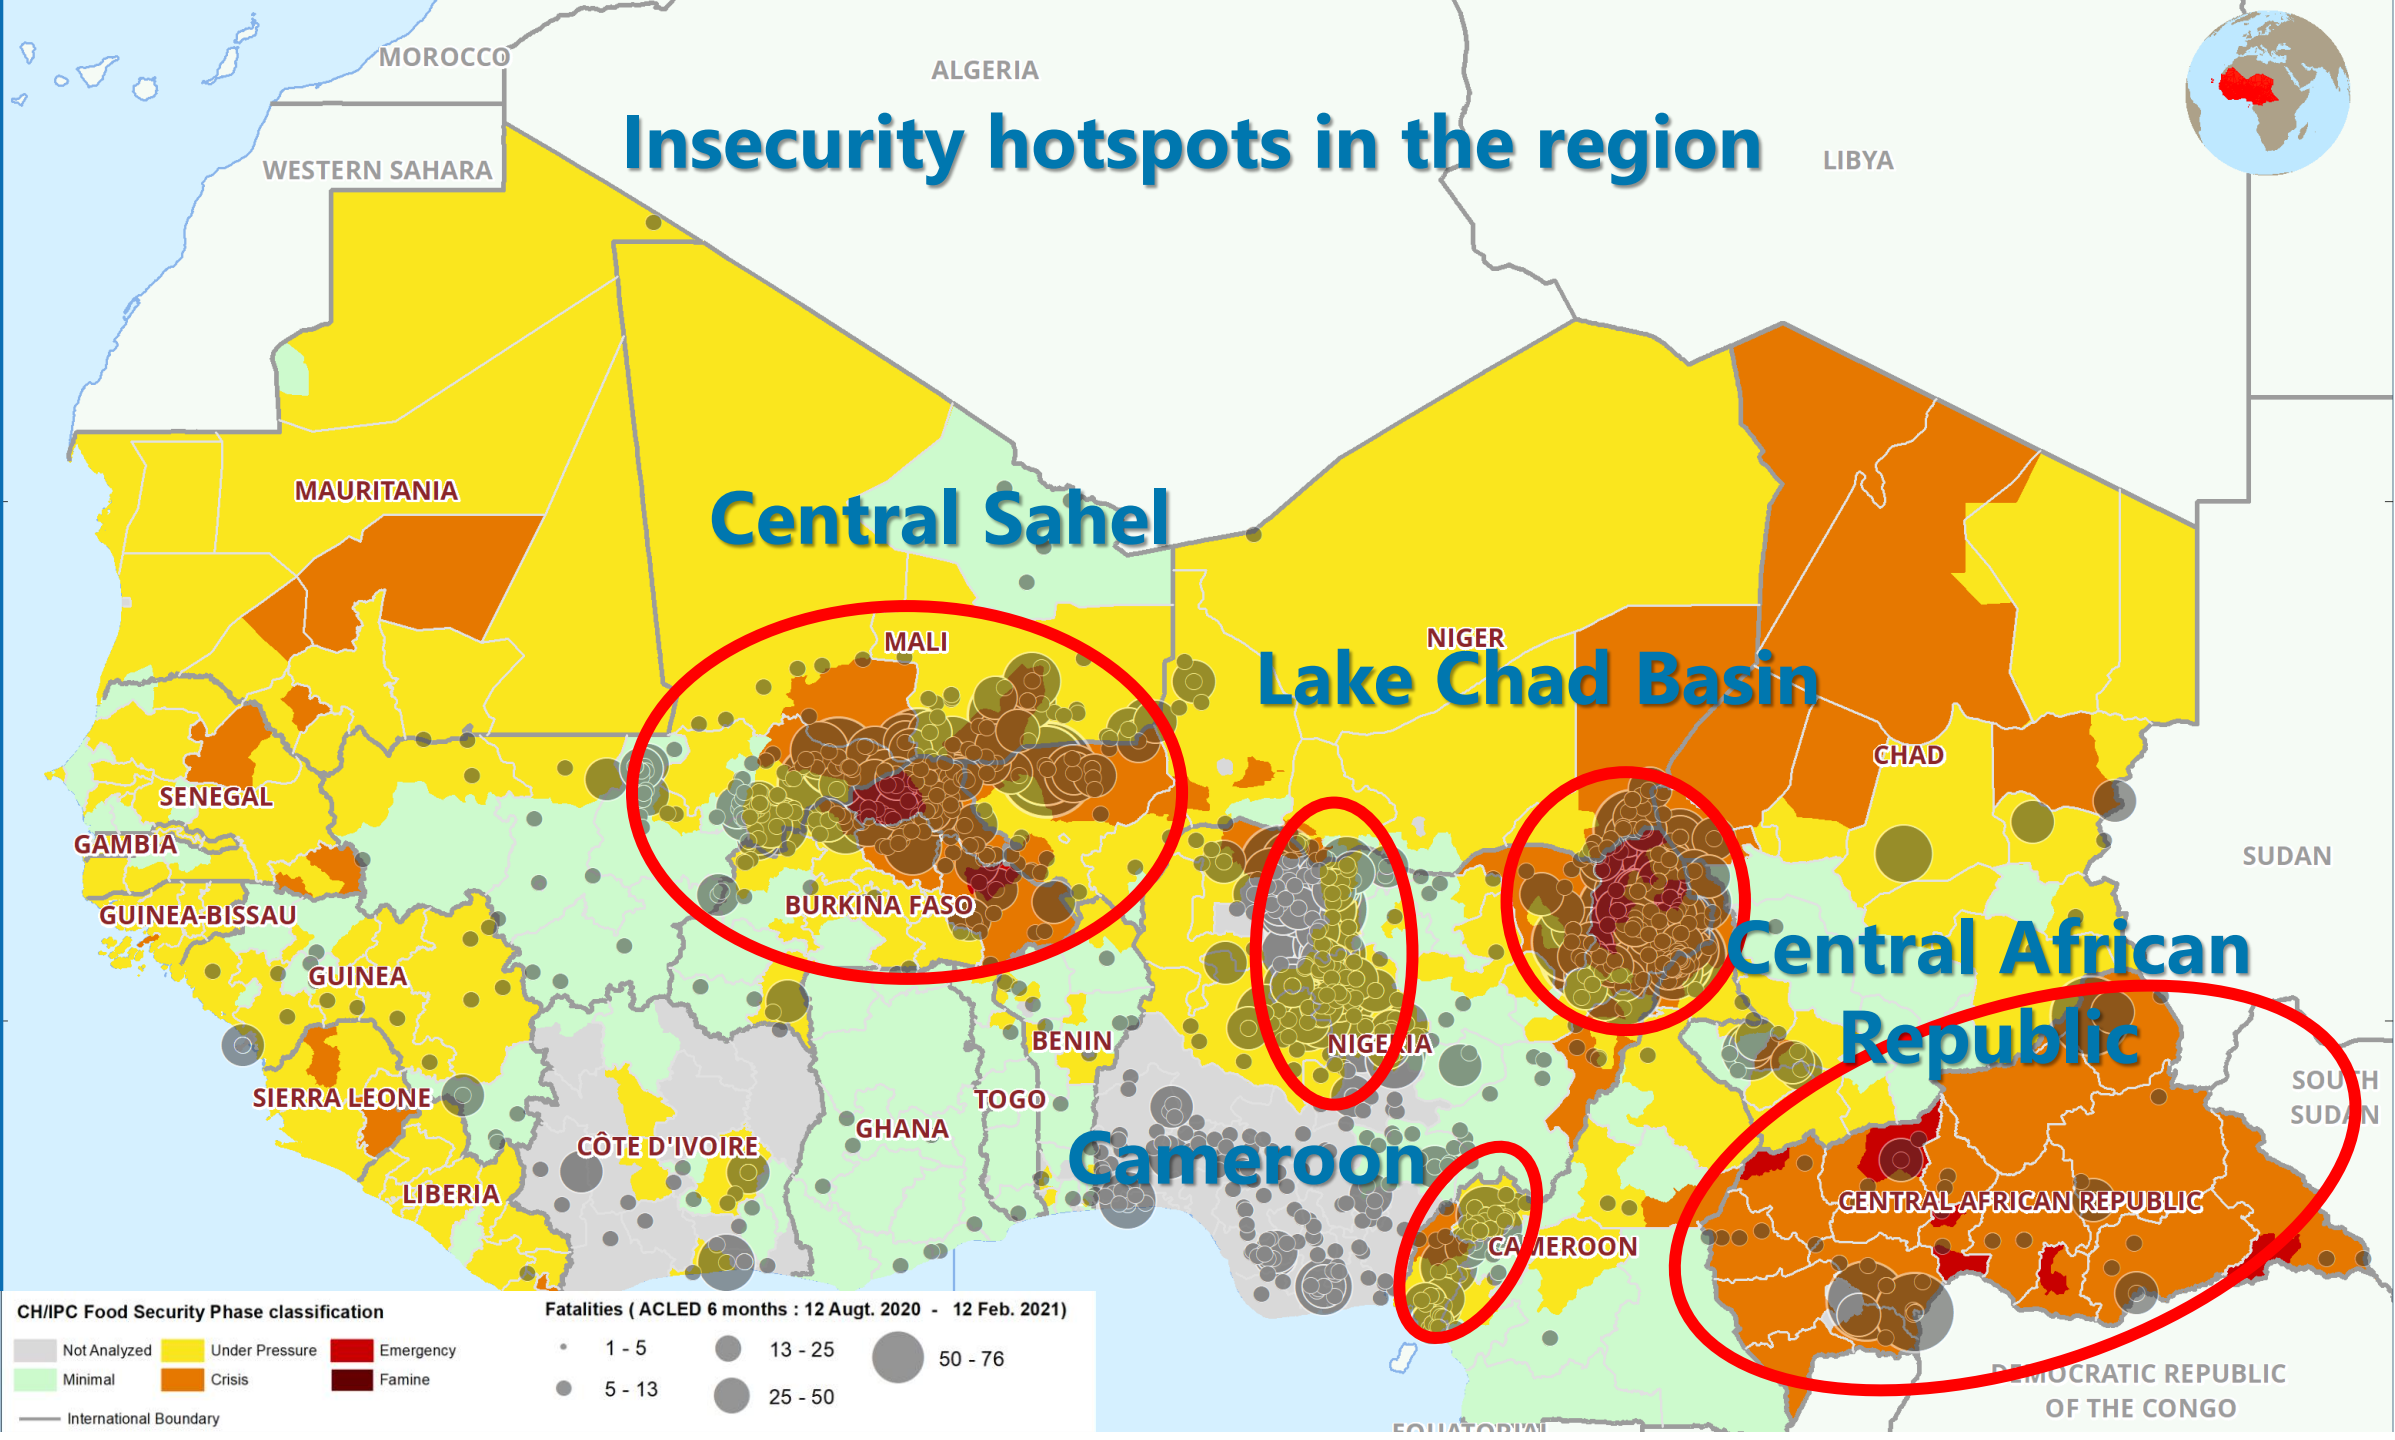 MOROCCO
ALGERIA
Insecurity hotspots in the region
WESTERN SAHARA
LIBYA
MAURITANIA
Central Sahel
MALI
NIGER
Lake Chad Basin
CHAD
SENEGAL
GAMBIA
SUDAN
BURKINA FASO
GUINEA-BISSAU
Central African
Republic
GUINEA
BENIN
NIGERIA
SOUTH
SUDAN
SIERRA LEONE
TOGO
GHANA
CÔTE D'IVOIRE
Cameroon
LIBERIA
CENTRAL AFRICAN REPUBLIC
CAMEROON
DEMOCRATIC REPUBLIC
OF THE CONGO
EQUATORIAL
CH/IPC Food Security Phase classification
Not Analyzed
Under Pressure
Emergency
Minimal
Crisis
Famine
International Boundary
Fatalities ( ACLED 6 months : 12 Augt. 2020 - 12 Feb. 2021)
1 - 5
13 - 25
50 - 76
5 - 13
25 - 50